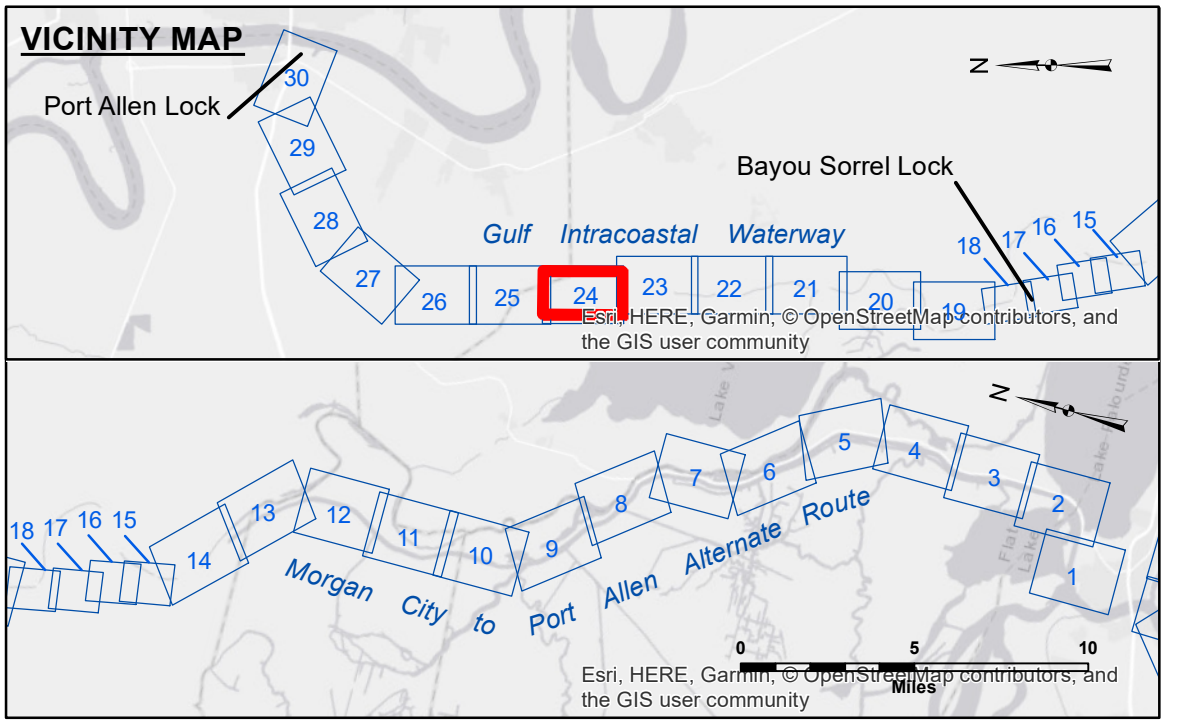 VICINITY MAP
Port Allen Lock
30
29
28
27
26
25
24
23
22
21
20
19
18
17
16
15
N
Bayou Sorrel Lock
Gulf Intracoastal Waterway
Esri, HERE, Garmin, © OpenStreetMap contributors, and
the GIS user community
N
18
17
16
15
14
13
12
11
10
9
8
7
6
5
4
3
2
1
Morgan City to Port Allen Alternate Route
0 5 10
Miles
Esri, HERE, Garmin, © OpenStreetMap contributors, and
the GIS user community